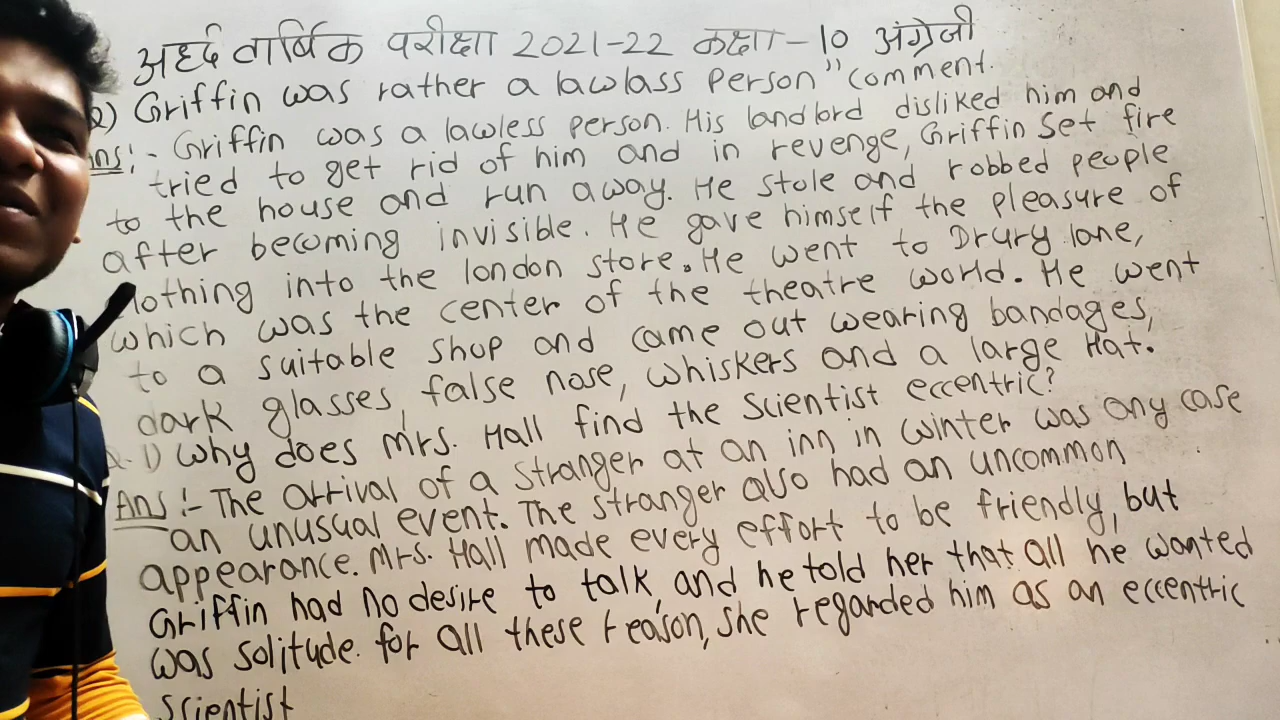 अर्द्द वार्षिक परीक्षा 2021-22 कक्षा -10 अंग्रेजी
Q) Griffin was rather a lawlass person" comment.
Ans:- Griffin was a lawless person. His landlord disliked him and
tried to get rid of him and in revenge, Griffin Set fire
to the house and run away. He stole and robbed people
after becoming invisible. He gave himself the pleasure of
clothing into the london store. He went to Drury lane,
which was the center of the theatre world. He went
to a suitable shop and came out wearing bandages,
dark glasses, false nose, whiskers and a large Hat.
Q.1) Why does Mrs. Hall find the Scientist eccentric?
Ans:- The arrival of a Stranger at an inn in winter was any case
an unusual event. The stranger also had an uncommon
appearance. Mrs. Hall made every effort to be friendly, but
Griffin had no desire to talk, and he told her that all he wanted
was solitude. for all these reason, she regarded him as an eccentric
scientist